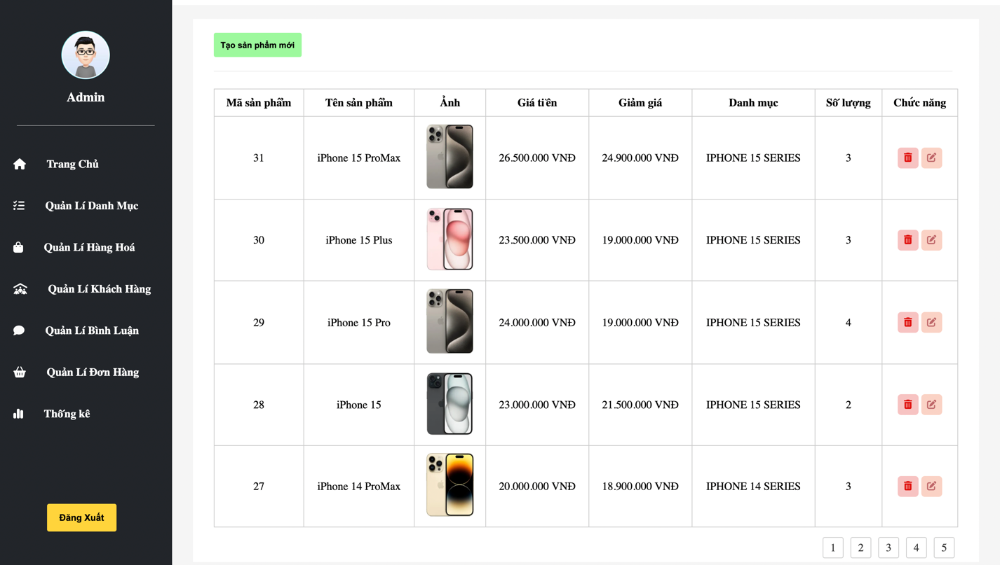 Admin
Trang Chủ
Quản Lí Danh Mục
Quản Lí Hàng Hoá
Quản Lí Khách Hàng
Quản Lí Bình Luận
Quản Lí Đơn Hàng
Thống kê
Đăng Xuất
Tạo sản phẩm mới
Mã sản phẩm Tên sản phẩm Ảnh Giá tiền Giảm giá Danh mục Số lượng Chức năng
31 iPhone 15 ProMax 26.500.000 VNĐ 24.900.000 VNĐ IPHONE 15 SERIES 3
30 iPhone 15 Plus 23.500.000 VNĐ 19.000.000 VNĐ IPHONE 15 SERIES 3
29 iPhone 15 Pro 24.000.000 VNĐ 19.000.000 VNĐ IPHONE 15 SERIES 4
28 iPhone 15 23.000.000 VNĐ 21.500.000 VNĐ IPHONE 15 SERIES 2
27 iPhone 14 ProMax 20.000.000 VNĐ 18.900.000 VNĐ IPHONE 14 SERIES 3
1 2 3 4 5